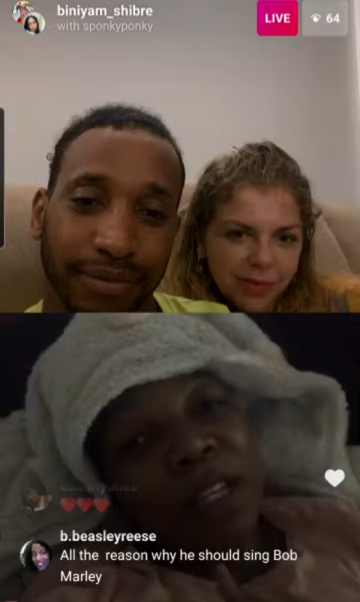 biniyam_shibre
with sponkyponky
LIVE
64
b.beasleyreese
All the reason why he should sing Bob
Marley